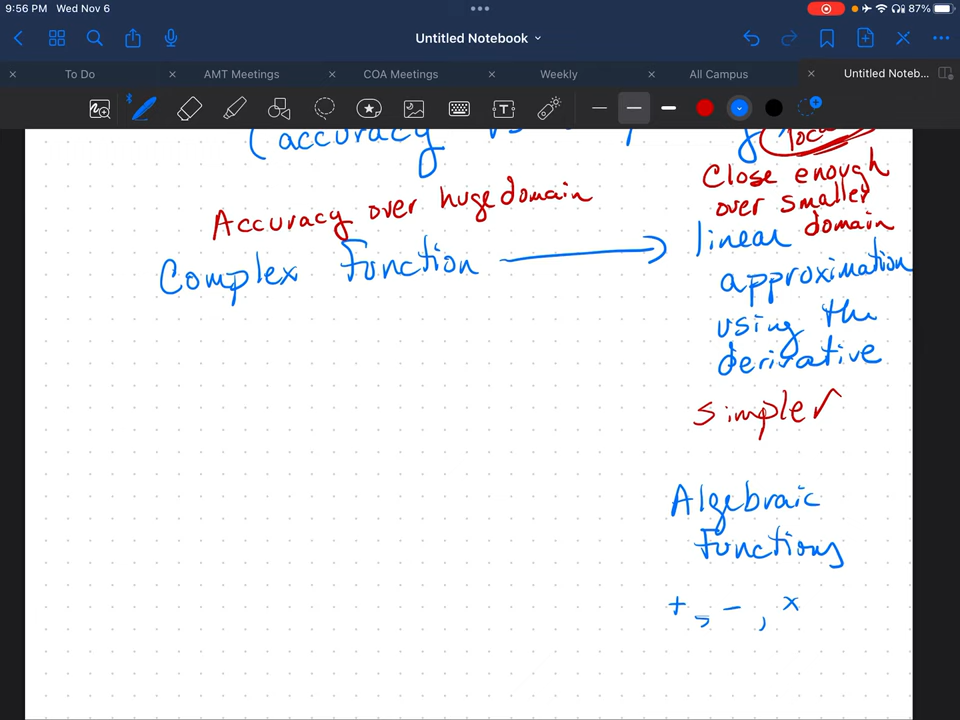 9:56 PM Wed Nov 6
87%
Untitled Notebook
To Do
AMT Meetings
COA Meetings
Weekly
All Campus
Untitled Noteb...
T
(accuracy
Close enough
over smaller
domain
Accuracy over huge domain
Complex Function
linear
approximation
using the
derivative
simpler
Algebraic
Functions
+, -, x